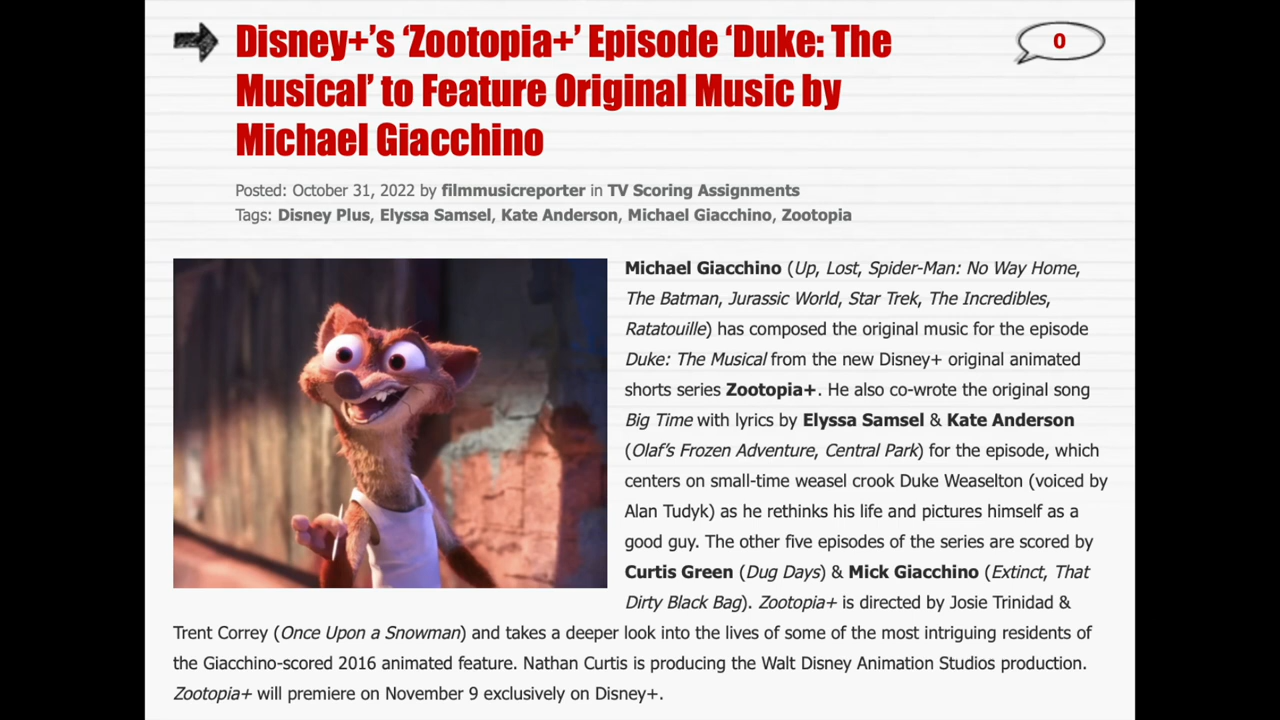 Disney+’s ‘Zootopia+’ Episode ‘Duke: The
Musical’ to Feature Original Music by
Michael Giacchino
0
Posted: October 31, 2022 by filmmusicreporter in TV Scoring Assignments
Tags: Disney Plus, Elyssa Samsel, Kate Anderson, Michael Giacchino, Zootopia
Michael Giacchino (Up, Lost, Spider-Man: No Way Home,
The Batman, Jurassic World, Star Trek, The Incredibles,
Ratatouille) has composed the original music for the episode
Duke: The Musical from the new Disney+ original animated
shorts series Zootopia+. He also co-wrote the original song
Big Time with lyrics by Elyssa Samsel & Kate Anderson
(Olaf’s Frozen Adventure, Central Park) for the episode, which
centers on small-time weasel crook Duke Weaselton (voiced by
Alan Tudyk) as he rethinks his life and pictures himself as a
good guy. The other five episodes of the series are scored by
Curtis Green (Dug Days) & Mick Giacchino (Extinct, That
Dirty Black Bag). Zootopia+ is directed by Josie Trinidad &
Trent Correy (Once Upon a Snowman) and takes a deeper look into the lives of some of the most intriguing residents of
the Giacchino-scored 2016 animated feature. Nathan Curtis is producing the Walt Disney Animation Studios production.
Zootopia+ will premiere on November 9 exclusively on Disney+.